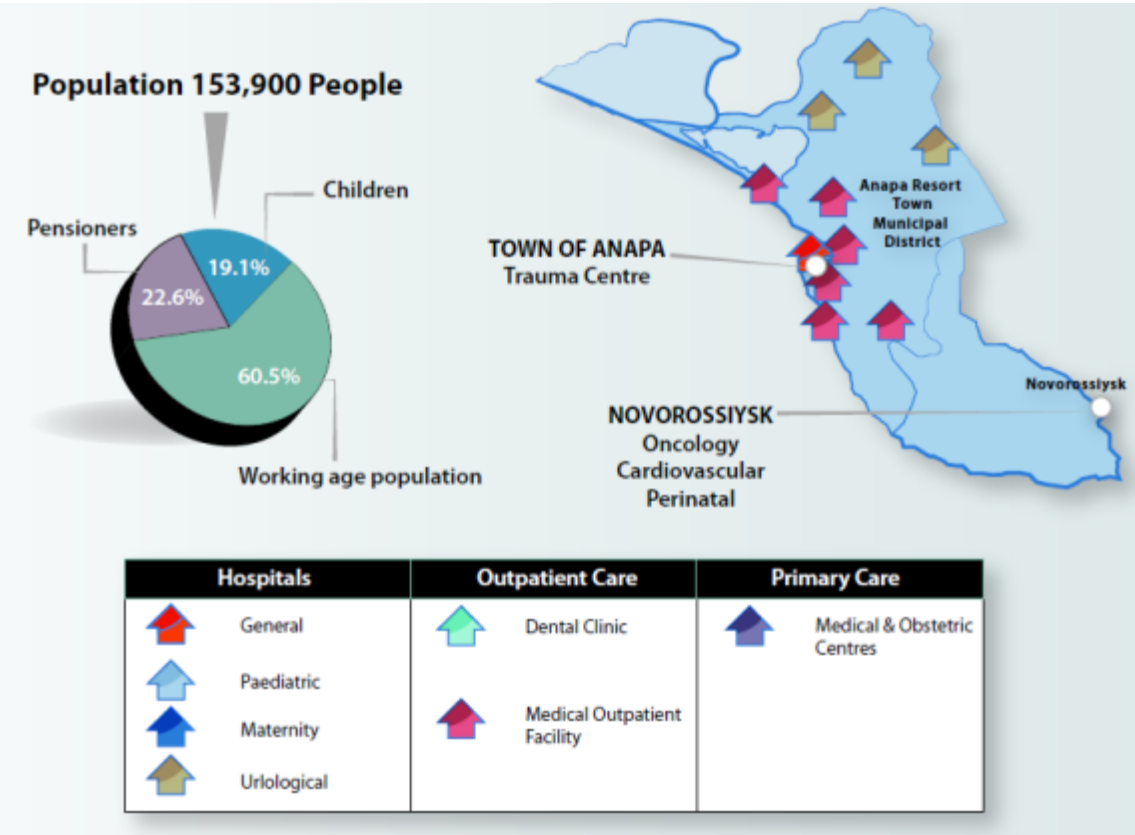 Population 153,900 People
Children
Pensioners
19.1%
22.6%
60.5%
Working age population
TOWN OF ANAPA
Trauma Centre
Anapa Resort
Town
Municipal
District
Novorossiysk
NOVOROSSIYSK
Oncology
Cardiovascular
Perinatal
Hospitals
Outpatient Care
Primary Care
General
Dental Clinic
Medical & Obstetric
Centres
Paediatric
Medical Outpatient
Facility
Maternity
Urlological